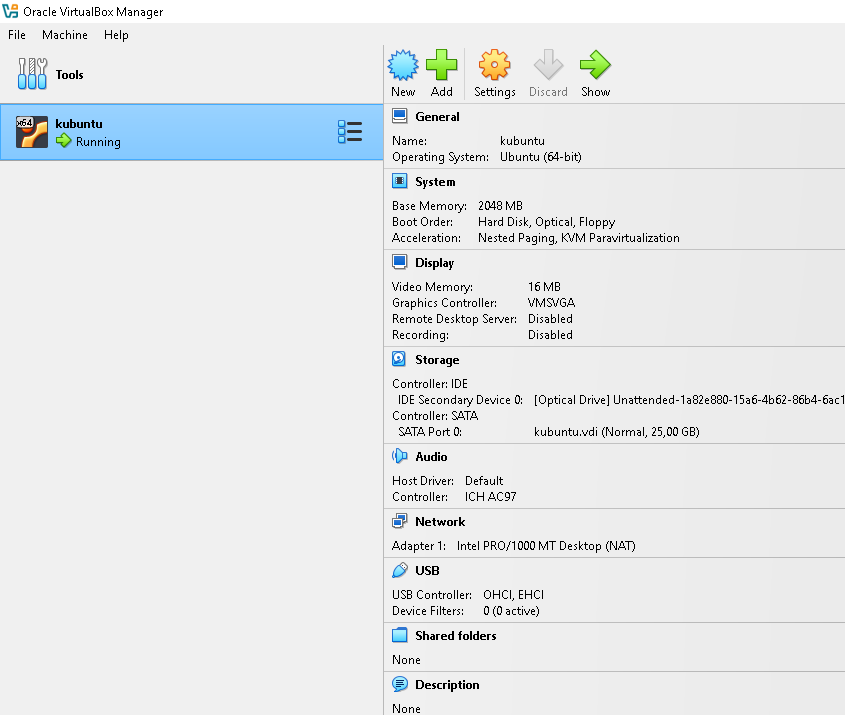 Oracle VirtualBox Manager
File Machine Help
Tools
New Add Settings Discard Show
x64
kubuntu
Running
General
Name: kubuntu
Operating System: Ubuntu (64-bit)
System
Base Memory: 2048 MB
Boot Order: Hard Disk, Optical, Floppy
Acceleration: Nested Paging, KVM Paravirtualization
Display
Video Memory: 16 MB
Graphics Controller: VMSVGA
Remote Desktop Server: Disabled
Recording: Disabled
Storage
Controller: IDE
IDE Secondary Device 0: [Optical Drive] Unattended-1a82e880-15a6-4b62-86b4-6ac1
Controller: SATA
SATA Port 0: kubuntu.vdi (Normal, 25,00 GB)
Audio
Host Driver: Default
Controller: ICH AC97
Network
Adapter 1: Intel PRO/1000 MT Desktop (NAT)
USB
USB Controller: OHCI, EHCI
Device Filters: 0 (0 active)
Shared folders
None
Description
None